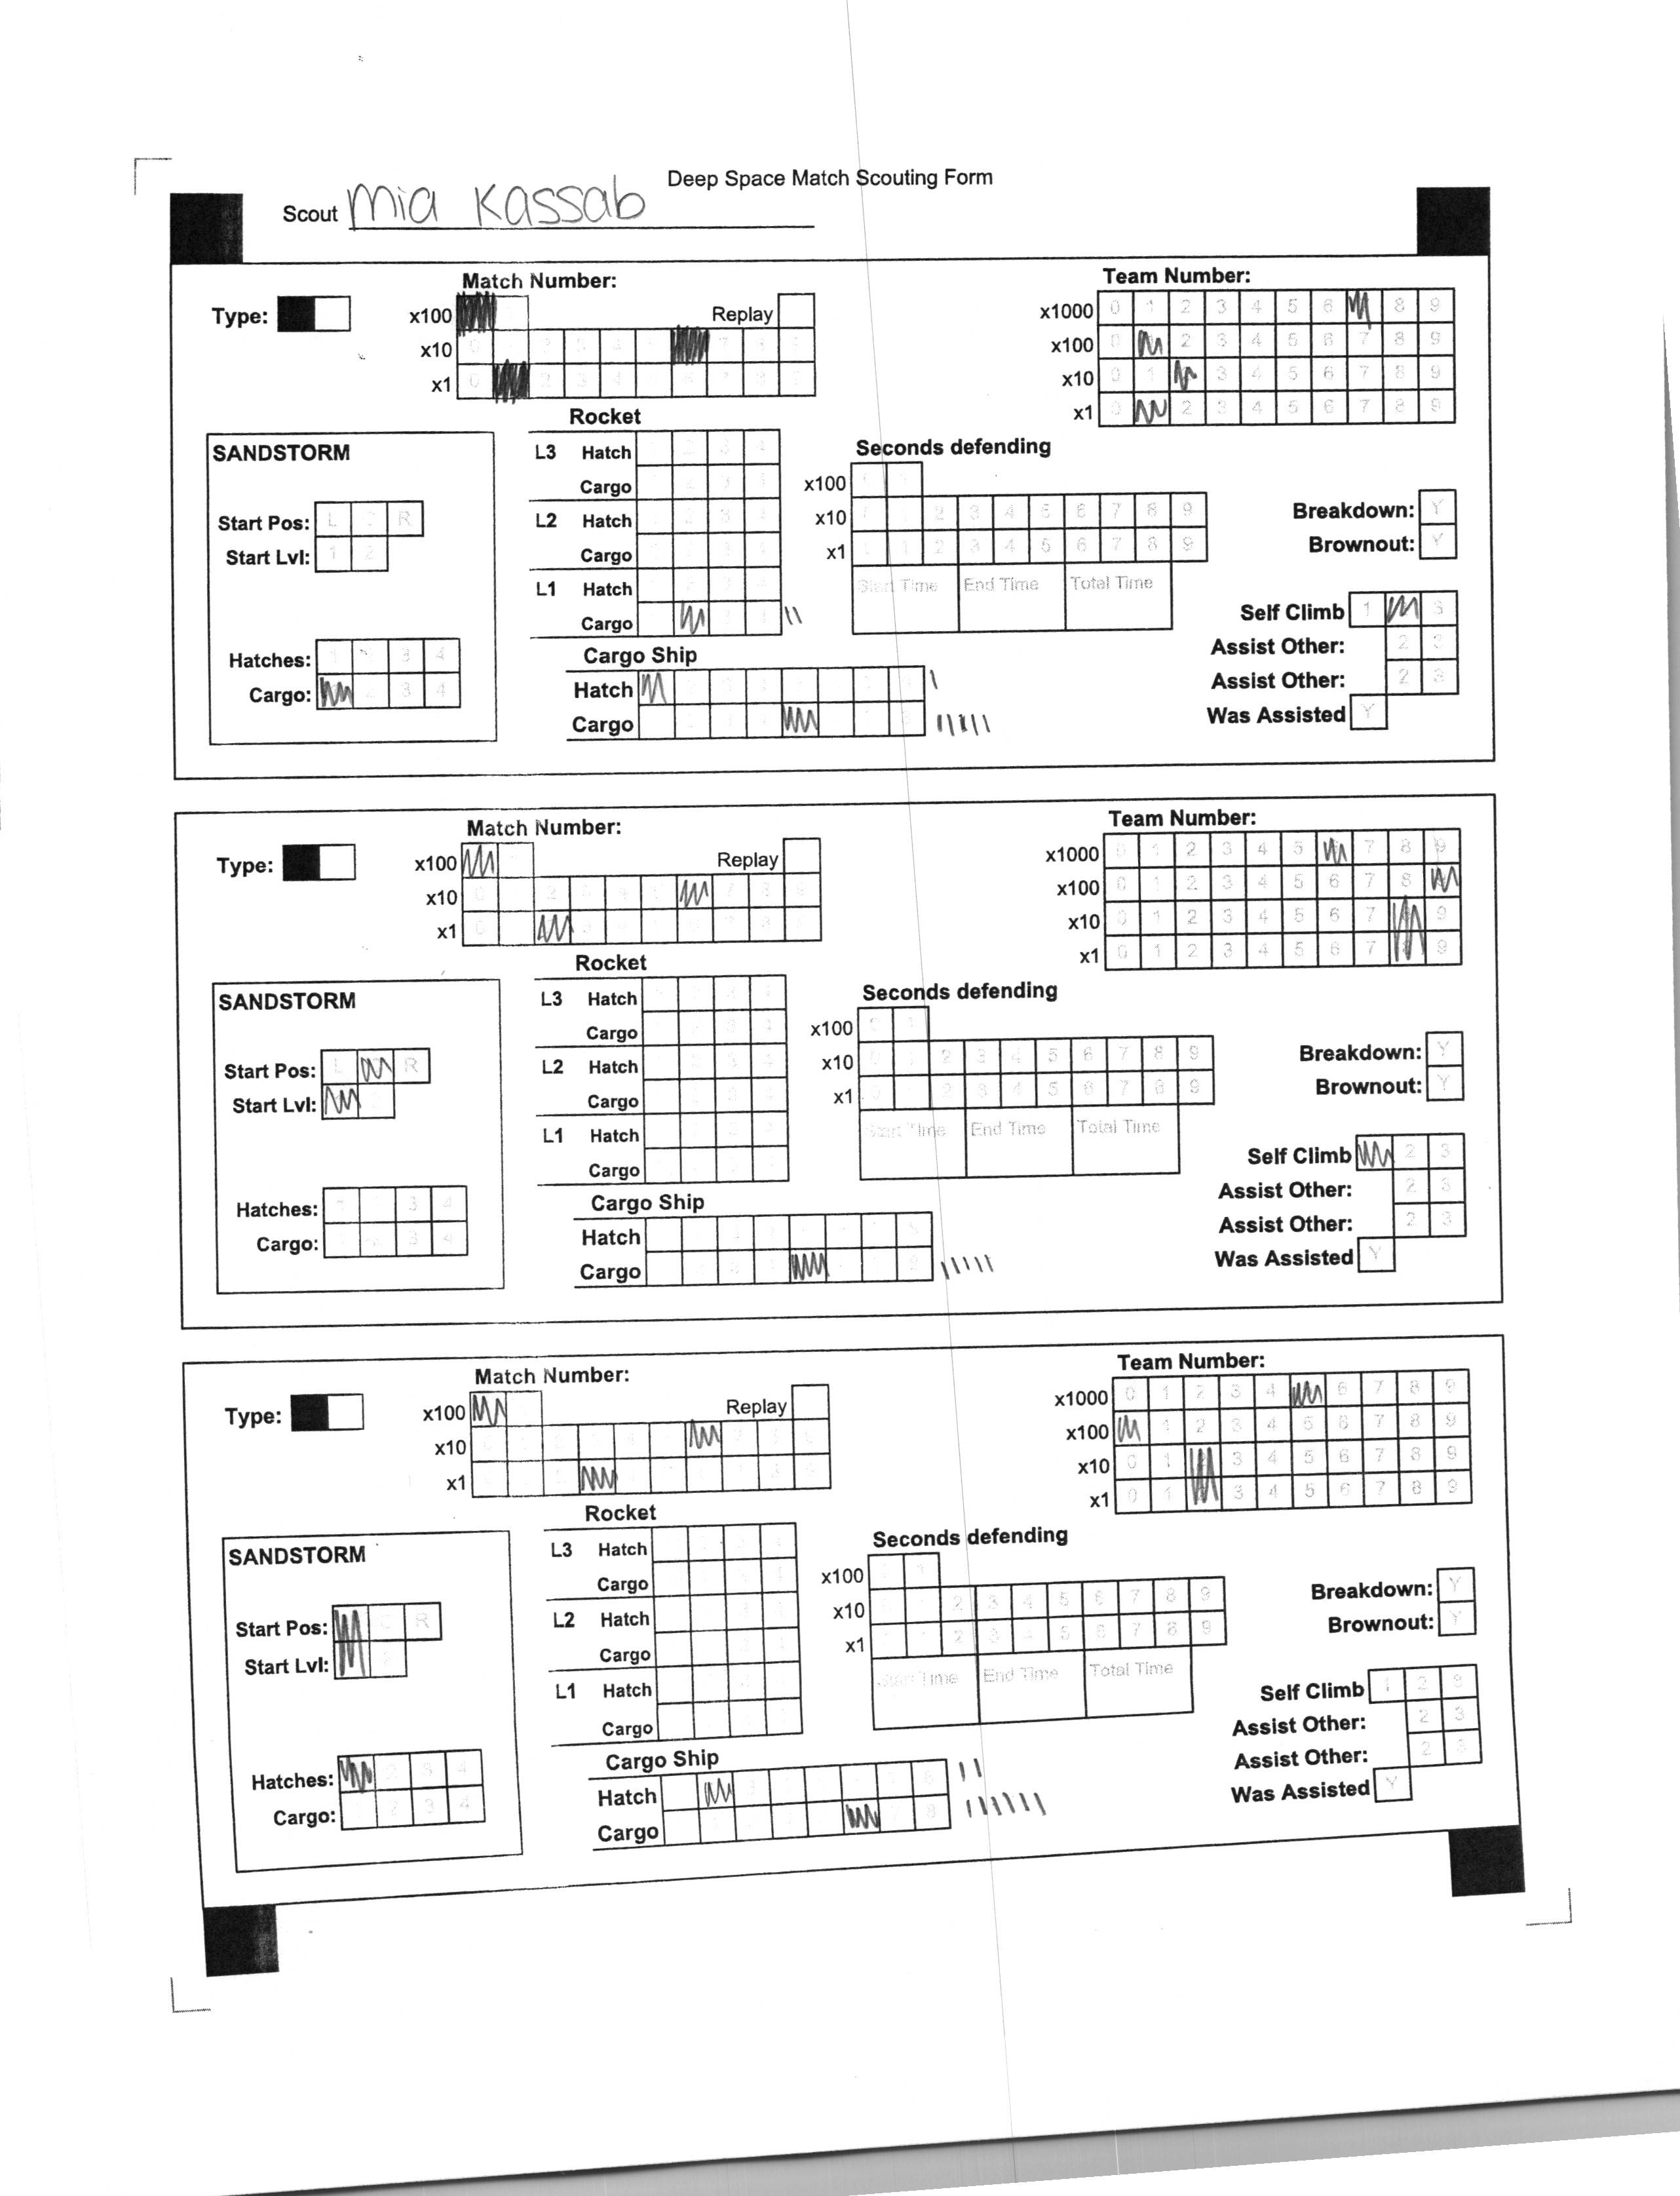 Deep Space Match Scouting Form
Scout Mia Kassab
Match Number:
Team Number:
Type:
x100
Replay
x10
x1
x1000 0 1 2 3 4 5 6 8 9
x100 0 2 3 4 5 6 7 8 9
x10 0 1 3 4 5 6 7 8 9
x1 0 2 3 4 5 6 7 8 9
Rocket
SANDSTORM
L3 Hatch
Cargo
L2 Hatch
Cargo
L1 Hatch
Cargo
Seconds defending
x100
x10 2 3 4 5 6 7 8 9
x1 2 3 4 5 6 7 8 9
Start Time End Time Total Time
Start Pos: L R
Start Lvl: 1 2
Breakdown: Y
Brownout: Y
Hatches: 3 4
Cargo: 2 3 4
Cargo Ship
Hatch
Cargo
Self Climb 1 3
Assist Other: 2 3
Assist Other: 2 3
Was Assisted Y
Match Number:
Team Number:
Type:
x100
Replay
x10
x1
x1000 0 1 2 3 4 5 7 8 9
x100 0 1 2 3 4 5 6 7 8
x10 0 1 2 3 4 5 6 7 9
x1 0 1 2 3 4 5 6 7 9
Rocket
SANDSTORM
L3 Hatch
Cargo
L2 Hatch
Cargo
L1 Hatch
Cargo
Seconds defending
x100
x10 2 3 4 5 6 7 8 9
x1 2 3 4 5 6 7 8 9
Start Time End Time Total Time
Start Pos: L R
Start Lvl:
Breakdown: Y
Brownout: Y
Hatches: 3 4
Cargo: 3 4
Cargo Ship
Hatch
Cargo
Self Climb 2 3
Assist Other: 2 3
Assist Other: 2 3
Was Assisted Y
Match Number:
Team Number:
Type:
x100
Replay
x10
x1
x1000 0 1 2 3 4 6 7 8 9
x100 1 2 3 4 5 6 7 8 9
x10 0 1 3 4 5 6 7 8 9
x1 0 1 3 4 5 6 7 8 9
Rocket
SANDSTORM
L3 Hatch
Cargo
L2 Hatch
Cargo
L1 Hatch
Cargo
Seconds defending
x100
x10 2 3 4 5 6 7 8 9
x1 2 3 4 5 6 7 8 9
Start Time End Time Total Time
Start Pos: C R
Start Lvl:
Breakdown: Y
Brownout: Y
Hatches: 2 3 4
Cargo: 2 3 4
Cargo Ship
Hatch
Cargo
Self Climb 1 2 3
Assist Other: 2 3
Assist Other: 2 3
Was Assisted Y